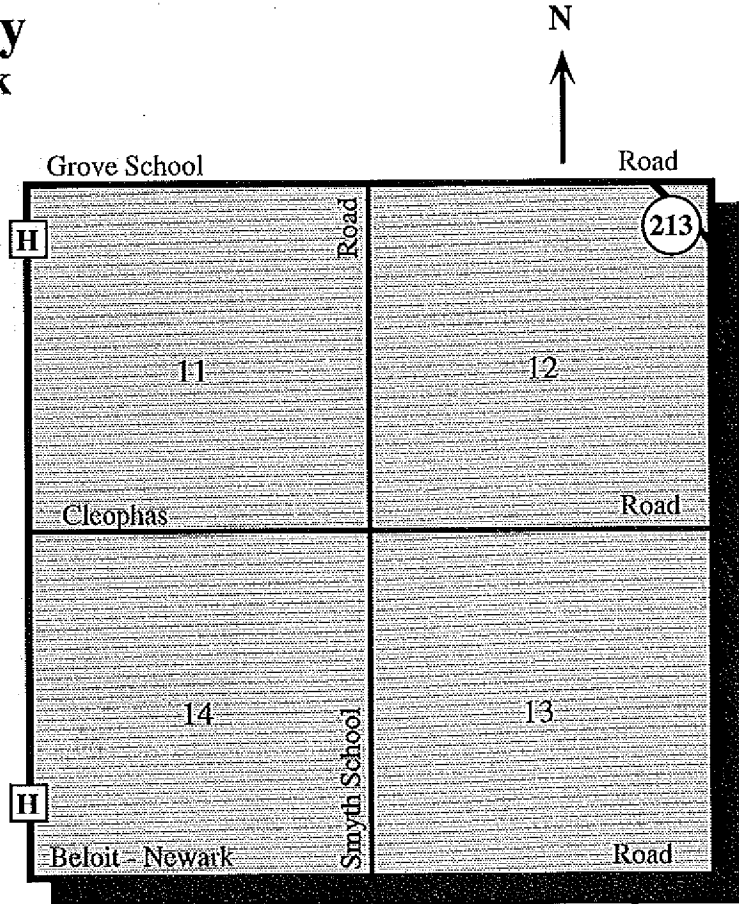 y
k
N
Grove School Road
H
Road
213
11 12
Cleophas Road
14 13
H
Smyth School
Beloit - Newark Road